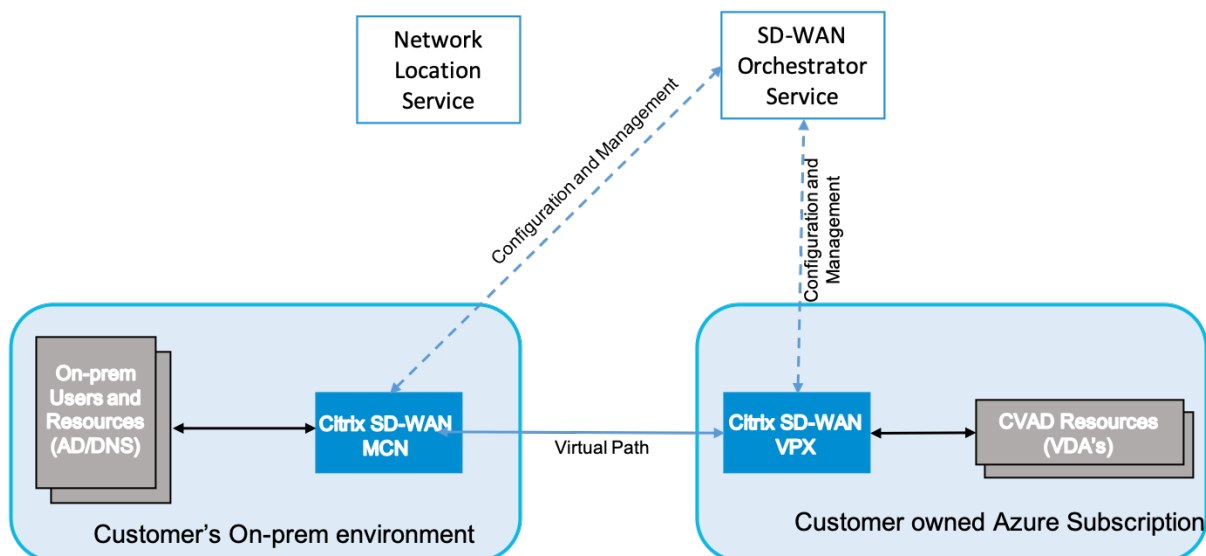 Network
Location
Service
SD-WAN
Orchestrator
Service
Configuration and Management
Configuration and
Management
On-prem
Users and
Resources
(AD/DNS)
Citrix SD-WAN
MCN
Virtual Path
Citrix SD-WAN
VPX
CVAD Resources
(VDA's)
Customer's On-prem environment
Customer owned Azure Subscription